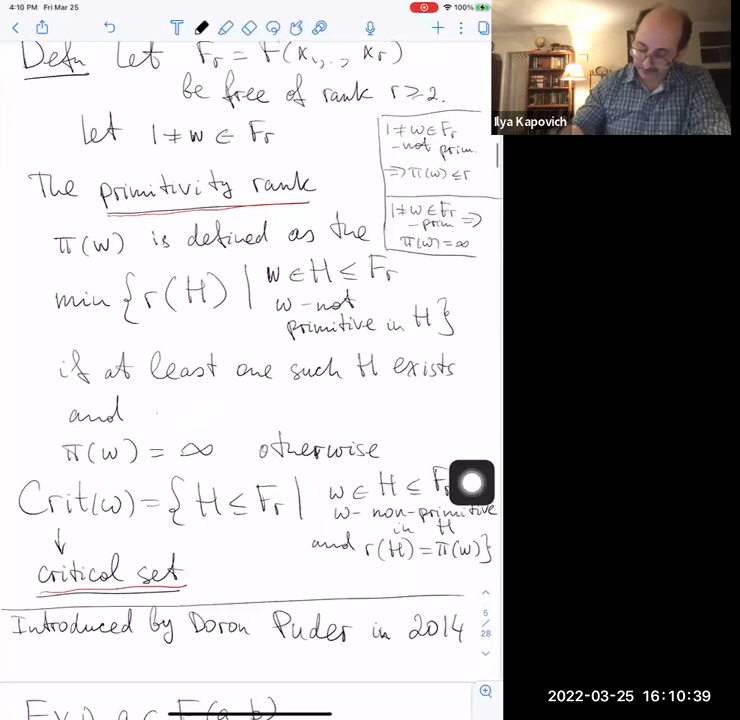 4:10 PM Fri Mar 25
100%
Defn Let Fr = F(x1, .., xr)
be free of rank r ≥ 2.
Let 1 ≠ w ∈ Fr
1 ≠ w ∈ Fr
- not prim.
⇒ π(w) ≤ r
1 ≠ w ∈ Fr
- prim ⇒
π(w) = ∞
The primitivity rank
π(w) is defined as the
min { r(H) | w ∈ H ≤ Fr
w - not
primitive in H }
if at least one such H exists
and
π(w) = ∞ otherwise
Crit(w) = { H ≤ Fr | w ∈ H ≤ Fr
w - non-primitive
in H
and r(H) = π(w) }
↓
critical set
Introduced by Doron Puder in 2014
5
28
F(a, b)
Ilya Kapovich
2022-03-25 16:10:39